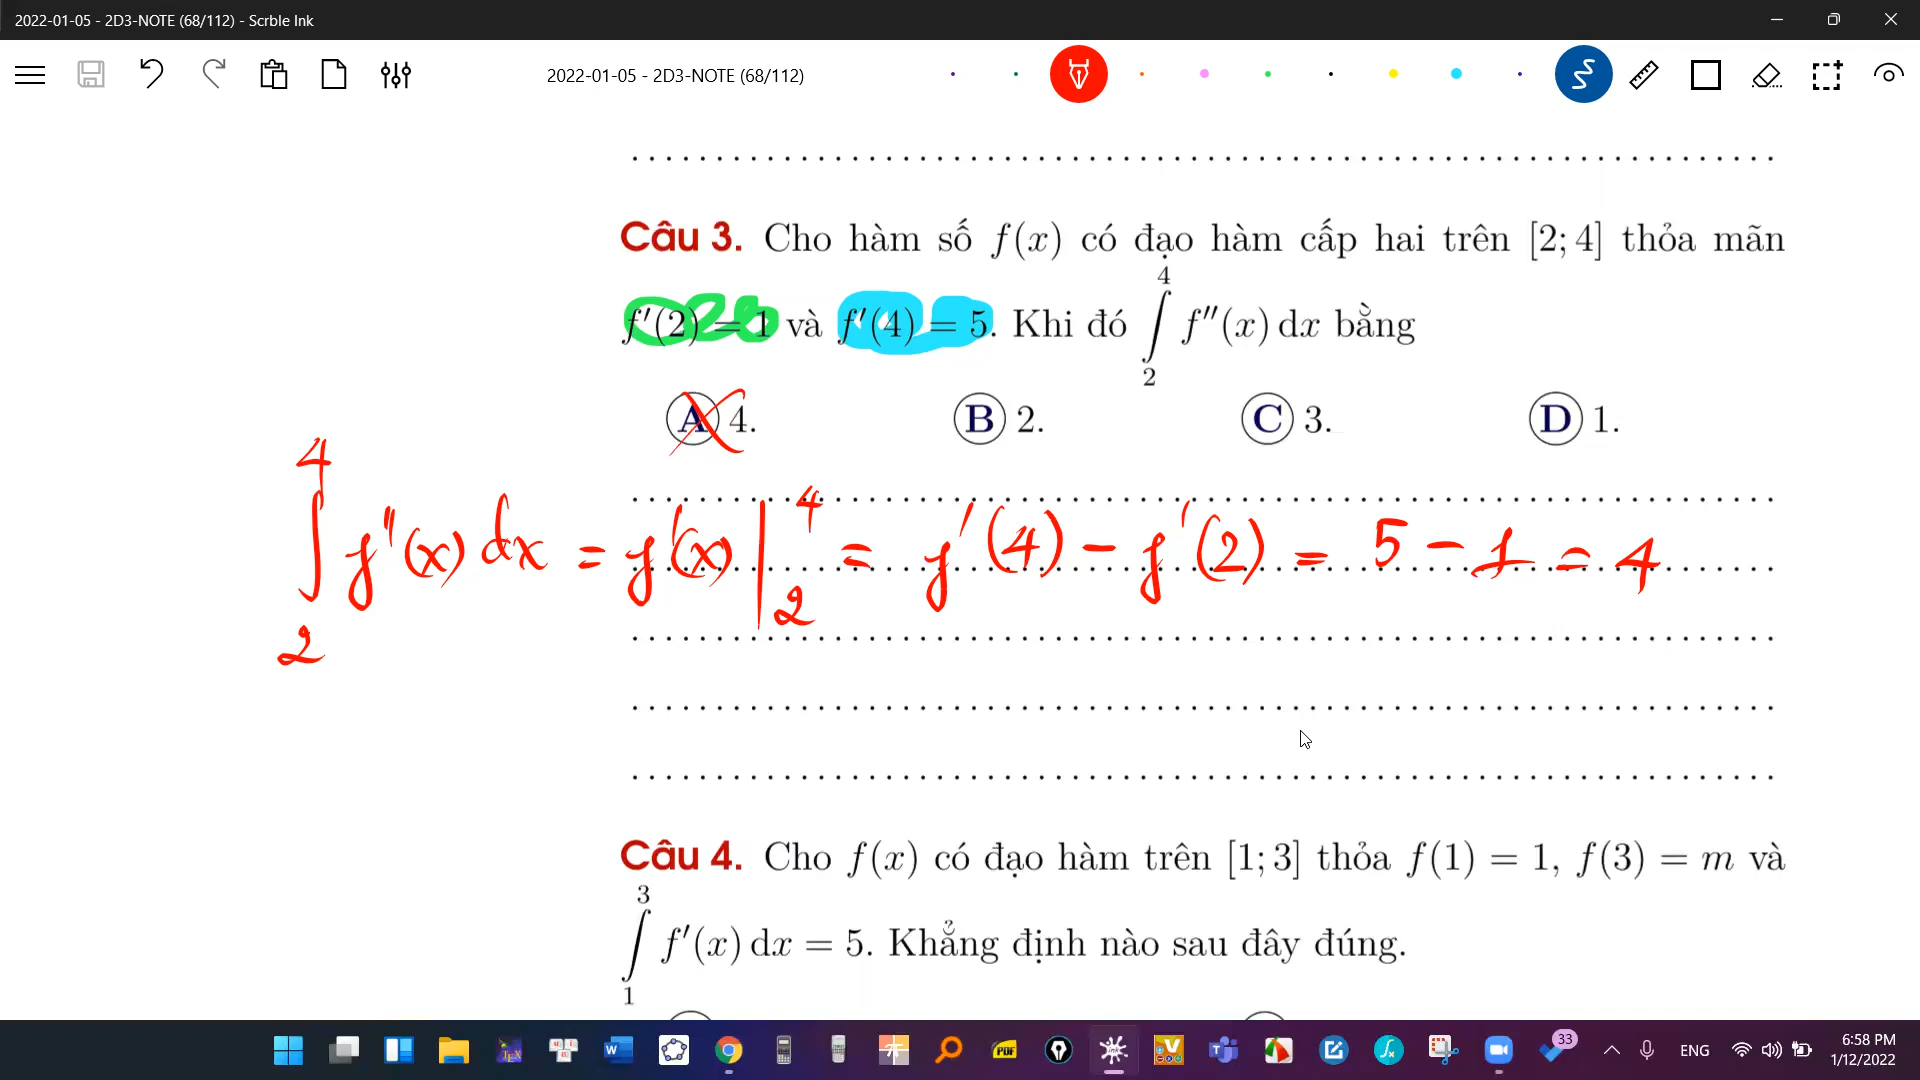 2022-01-05 - 2D3-NOTE (68/112) - Scrble Ink
2022-01-05 - 2D3-NOTE (68/112)
Câu 3. Cho hàm số f(x) có đạo hàm cấp hai trên [2; 4] thỏa mãn
f′(2) = 1 và f′(4) = 5. Khi đó ∫₂⁴ f″(x) dx bằng
A 4. B 2. C 3. D 1.
∫₂⁴ f″(x) dx = f′(x) |₂⁴ = f′(4) − f′(2) = 5 − 1 = 4
Câu 4. Cho f(x) có đạo hàm trên [1; 3] thỏa f(1) = 1, f(3) = m và
∫₁³ f′(x) dx = 5. Khẳng định nào sau đây đúng.
33
ENG
6:58 PM
1/12/2022